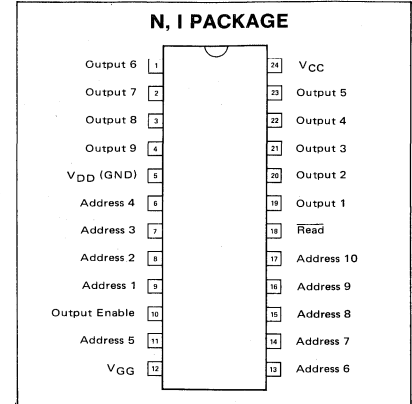 N, I PACKAGE
Output 6 1 24 VCC
Output 7 2 23 Output 5
Output 8 3 22 Output 4
Output 9 4 21 Output 3
VDD (GND) 5 20 Output 2
Address 4 6 19 Output 1
Address 3 7 18 Read
Address 2 8 17 Address 10
Address 1 9 16 Address 9
Output Enable 10 15 Address 8
Address 5 11 14 Address 7
VGG 12 13 Address 6